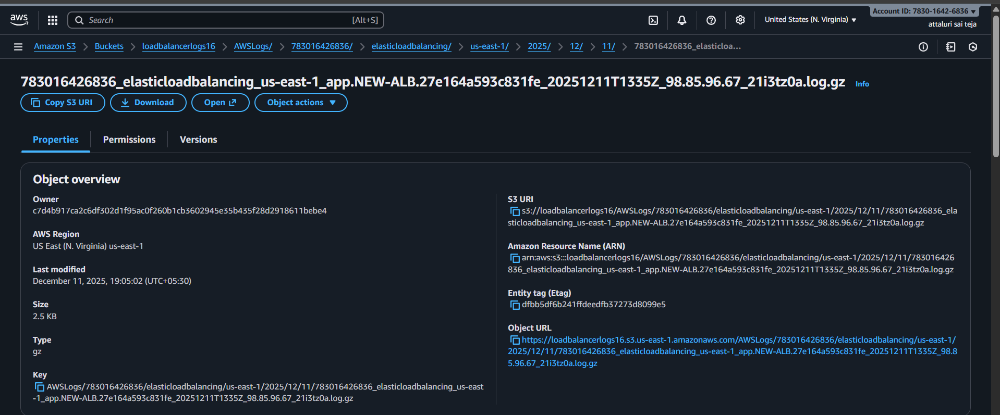 aws
Search [Alt+S]
United States (N. Virginia)
Account ID: 7830-1642-6836
attaluri sai teja
Amazon S3 > Buckets > loadbalancerlogs16 > AWSLogs/ > 783016426836/ > elasticloadbalancing/ > us-east-1/ > 2025/ > 12/ > 11/ > 783016426836_elasticloa...
783016426836_elasticloadbalancing_us-east-1_app.NEW-ALB.27e164a593c831fe_20251211T1335Z_98.85.96.67_21i3tz0a.log.gz Info
Copy S3 URI Download Open Object actions
Properties Permissions Versions
Object overview
Owner
c7d4b917ca2c6df302d1f95ac0f260b1cb3602945e35b435f28d2918611bebe4
AWS Region
US East (N. Virginia) us-east-1
Last modified
December 11, 2025, 19:05:02 (UTC+05:30)
Size
2.5 KB
Type
gz
Key
AWSLogs/783016426836/elasticloadbalancing/us-east-1/2025/12/11/783016426836_elasticloadbalancing_us-east
-1_app.NEW-ALB.27e164a593c831fe_20251211T1335Z_98.85.96.67_21i3tz0a.log.gz
S3 URI
s3://loadbalancerlogs16/AWSLogs/783016426836/elasticloadbalancing/us-east-1/2025/12/11/783016426836_ela
sticloadbalancing_us-east-1_app.NEW-ALB.27e164a593c831fe_20251211T1335Z_98.85.96.67_21i3tz0a.log.gz
Amazon Resource Name (ARN)
arn:aws:s3:::loadbalancerlogs16/AWSLogs/783016426836/elasticloadbalancing/us-east-1/2025/12/11/783016426
836_elasticloadbalancing_us-east-1_app.NEW-ALB.27e164a593c831fe_20251211T1335Z_98.85.96.67_21i3tz0a.log.gz
Entity tag (Etag)
dfbb5df6b241ffdeedfb37273d8099e5
Object URL
https://loadbalancerlogs16.s3.us-east-1.amazonaws.com/AWSLogs/783016426836/elasticloadbalancing/us-east-1/
2025/12/11/783016426836_elasticloadbalancing_us-east-1_app.NEW-ALB.27e164a593c831fe_20251211T1335Z_98.8
5.96.67_21i3tz0a.log.gz